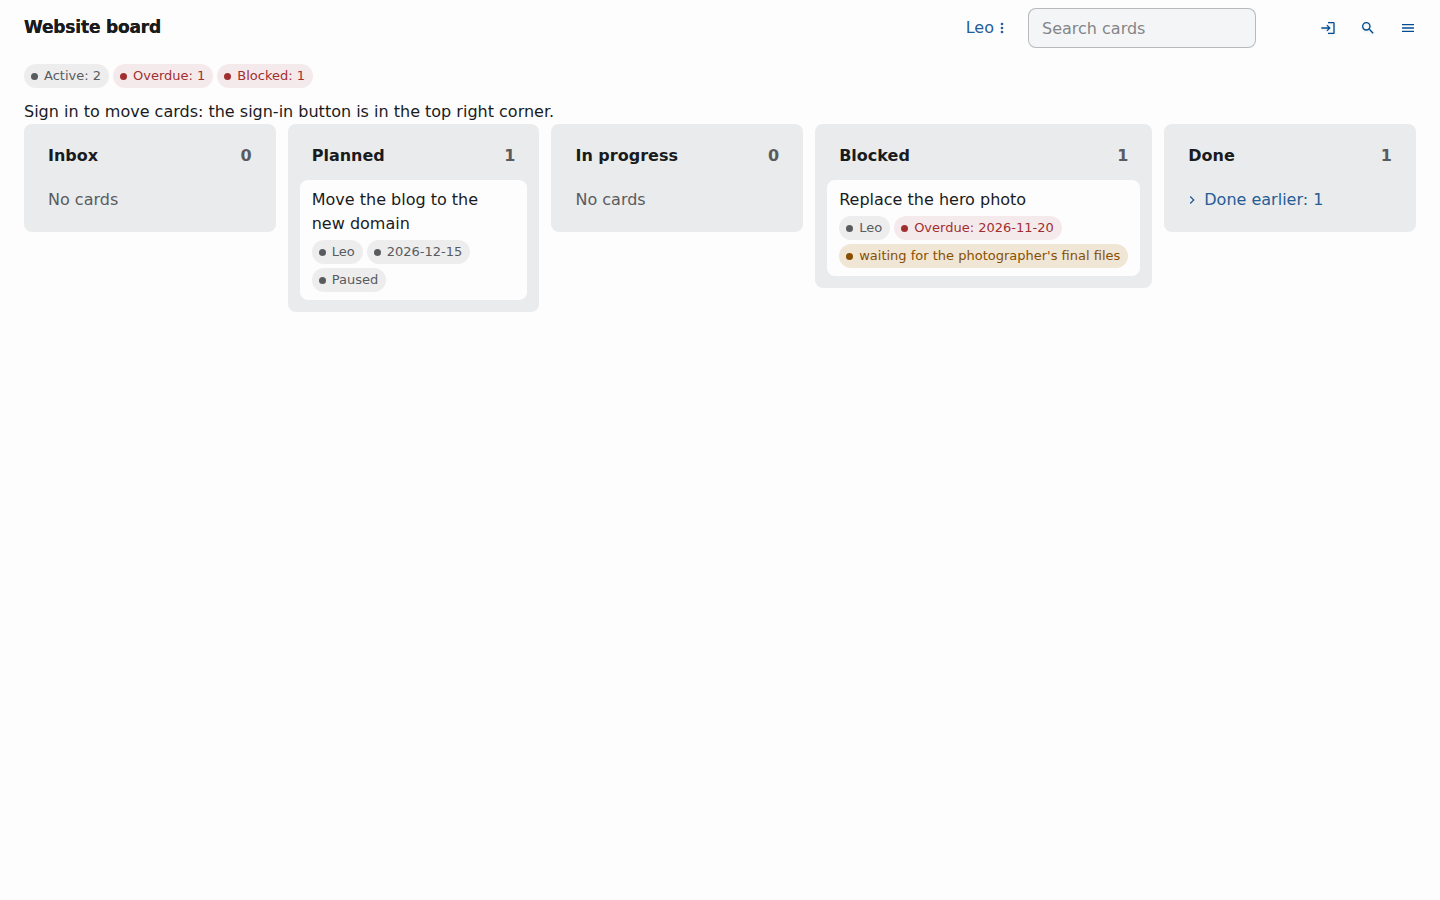 Website board
Leo
Search cards
Active: 2
Overdue: 1
Blocked: 1
Sign in to move cards: the sign-in button is in the top right corner.
Inbox 0
No cards
Planned 1
Move the blog to the
new domain
Leo
2026-12-15
Paused
In progress 0
No cards
Blocked 1
Replace the hero photo
Leo
Overdue: 2026-11-20
waiting for the photographer's final files
Done 1
Done earlier: 1